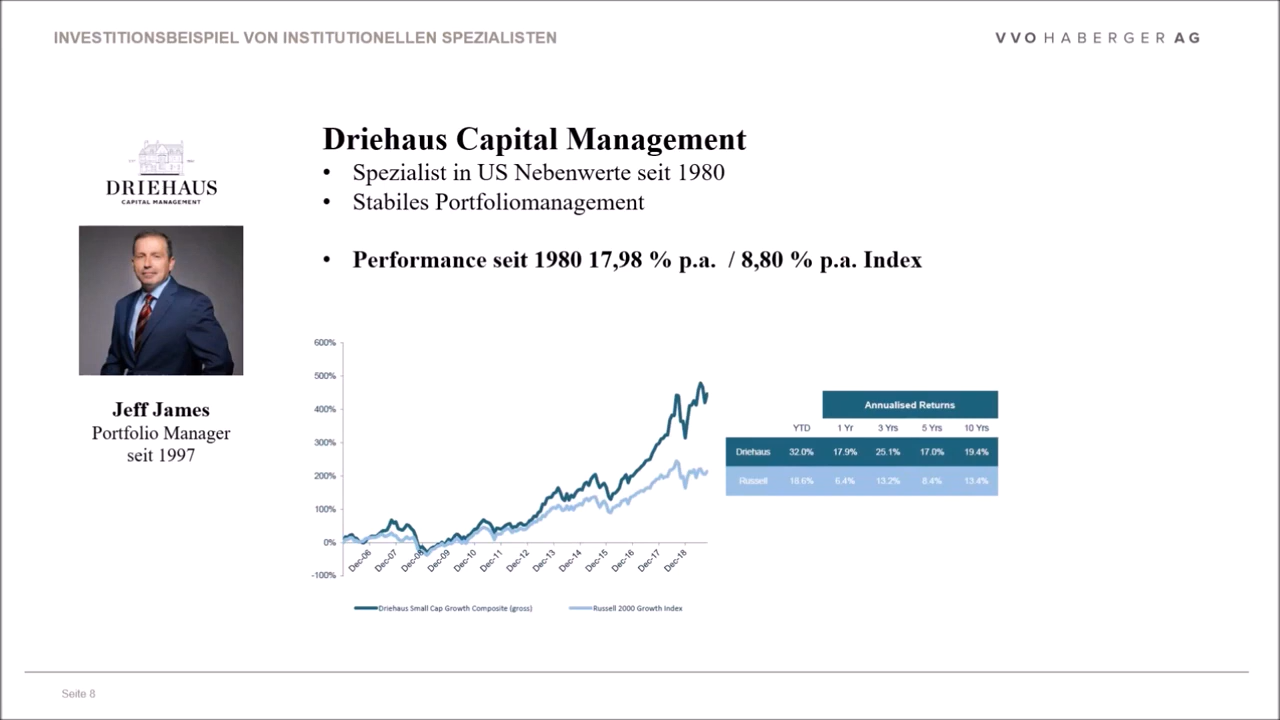 INVESTITIONSBEISPIEL VON INSTITUTIONELLEN SPEZIALISTEN
VVO HABERGER AG
DRIEHAUS
CAPITAL MANAGEMENT
Jeff James
Portfolio Manager
seit 1997
Driehaus Capital Management
• Spezialist in US Nebenwerte seit 1980
• Stabiles Portfoliomanagement
• Performance seit 1980 17,98 % p.a. / 8,80 % p.a. Index
600%
500%
400%
300%
200%
100%
0%
-100%
Dec-06 Dec-07 Dec-08 Dec-09 Dec-10 Dec-11 Dec-12 Dec-13 Dec-14 Dec-15 Dec-16 Dec-17 Dec-18
Driehaus Small Cap Growth Composite (gross) Russell 2000 Growth Index
Annualised Returns
YTD 1 Yr 3 Yrs 5 Yrs 10 Yrs
Driehaus 32.0% 17.9% 25.1% 17.0% 19.4%
Russell 18.6% 6.4% 13.2% 8.4% 13.4%
Seite 8